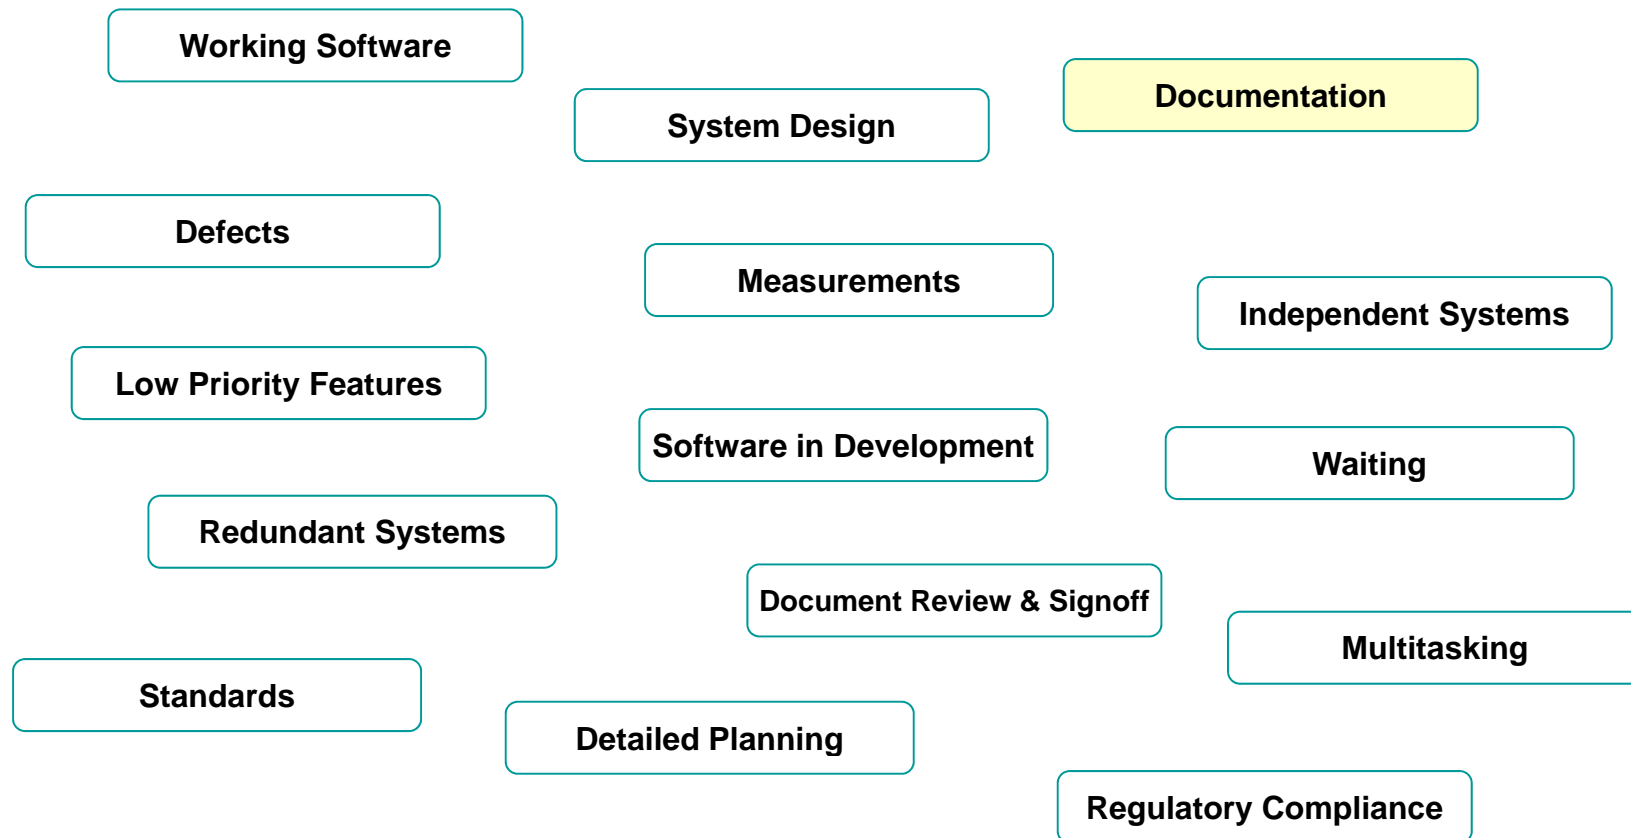 Working Software
Documentation
System Design
Defects
Measurements
Independent Systems
Low Priority Features
Software in Development
Waiting
Redundant Systems
Document Review & Signoff
Multitasking
Standards
Detailed Planning
Regulatory Compliance